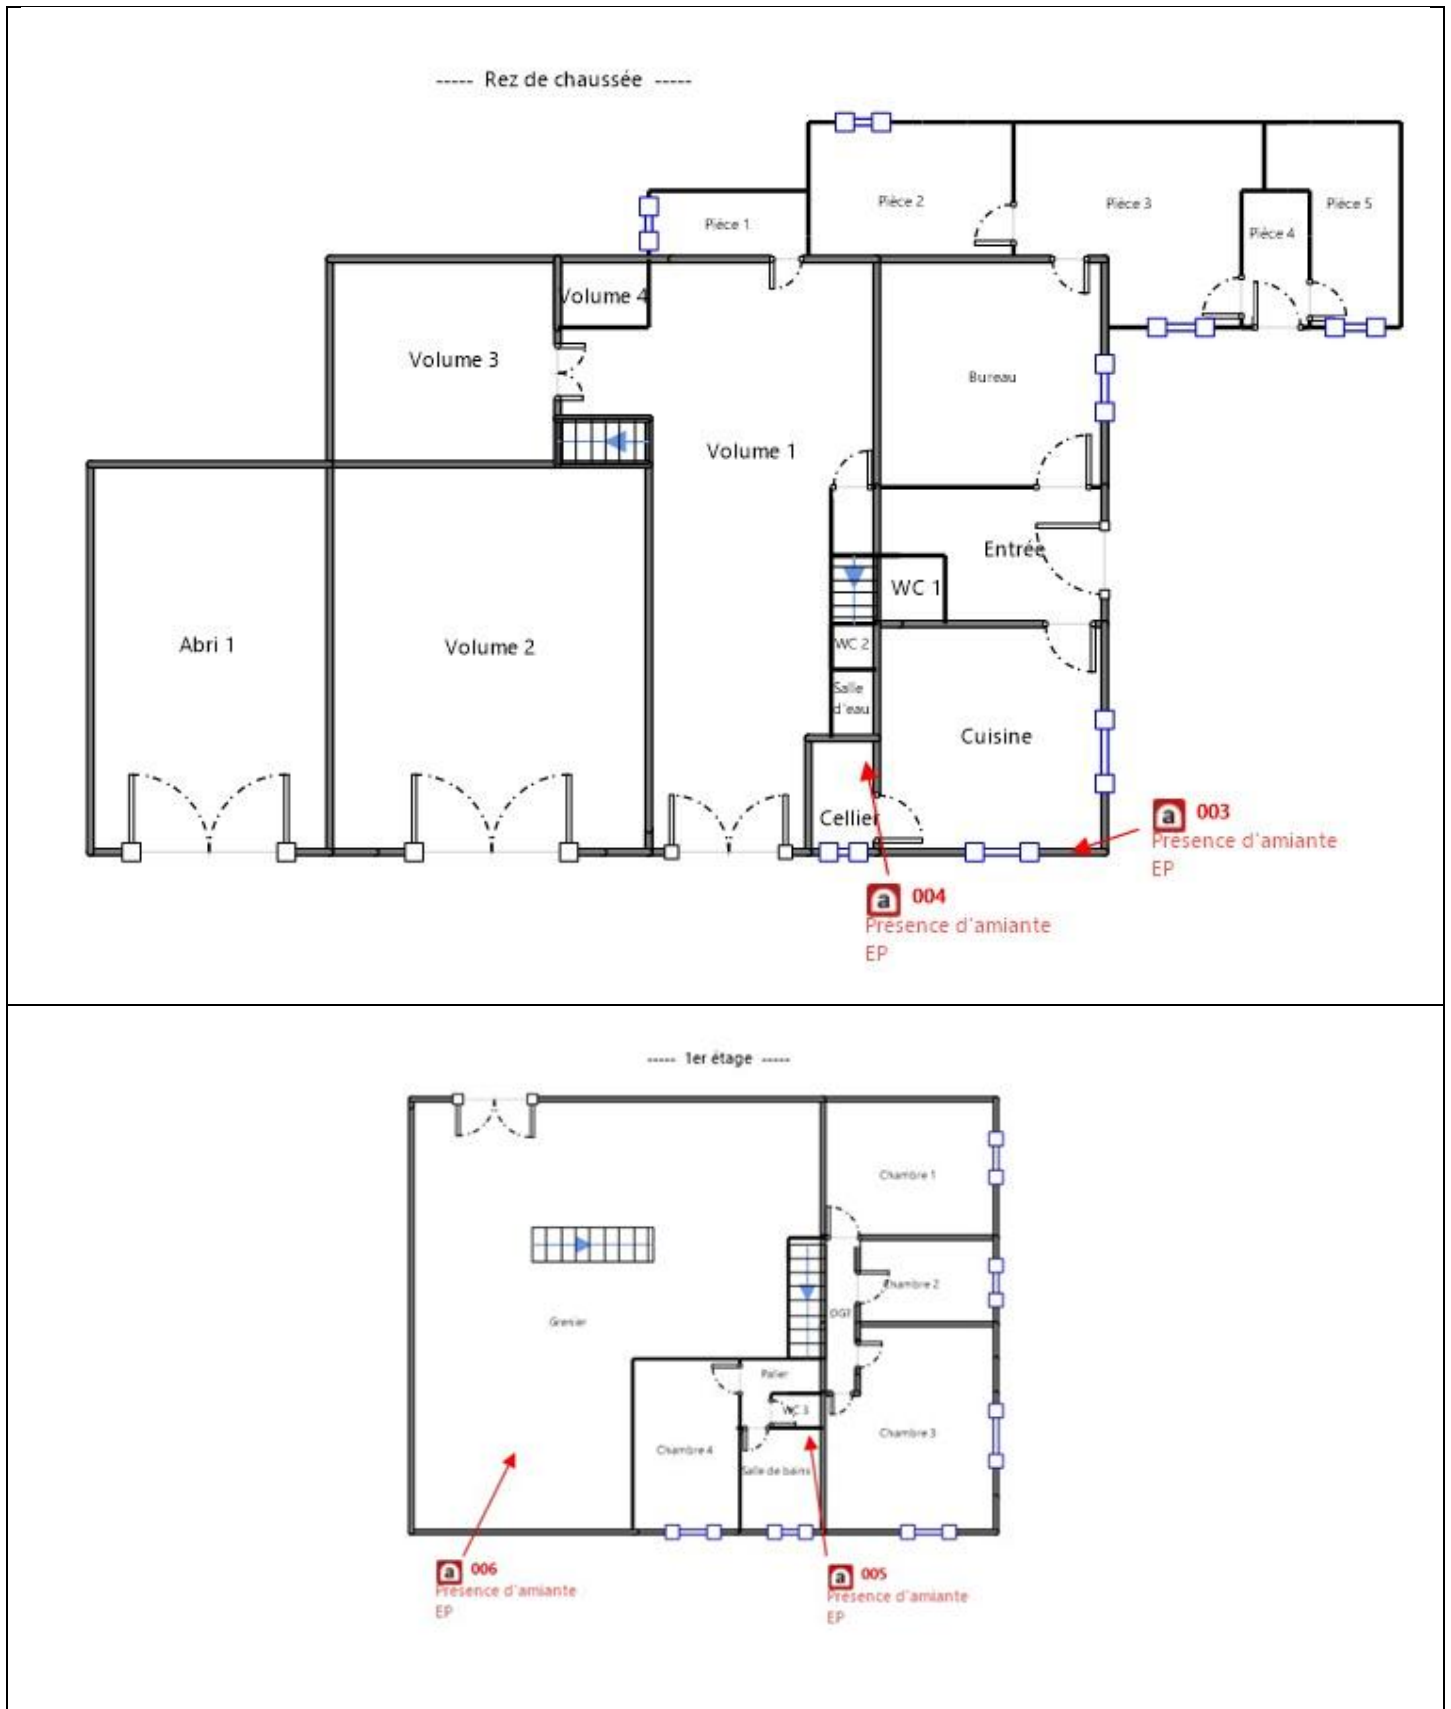 ----- Rez de chaussée -----
Pièce 2
Pièce 3
Pièce 5
Pièce 1
Pièce 4
Volume 4
Volume 3
Bureau
Volume 1
Entrée
WC 1
Abri 1
Volume 2
WC 2
Salle
d'eau
Cuisine
Cellier
a 003
Présence d'amiante
EP
a 004
Présence d'amiante
EP
----- 1er étage -----
Chambre 1
Chambre 2
DGT
Grenier
Palier
WC 3
Chambre 3
Chambre 4
Salle de bains
a 006
Présence d'amiante
EP
a 005
Présence d'amiante
EP